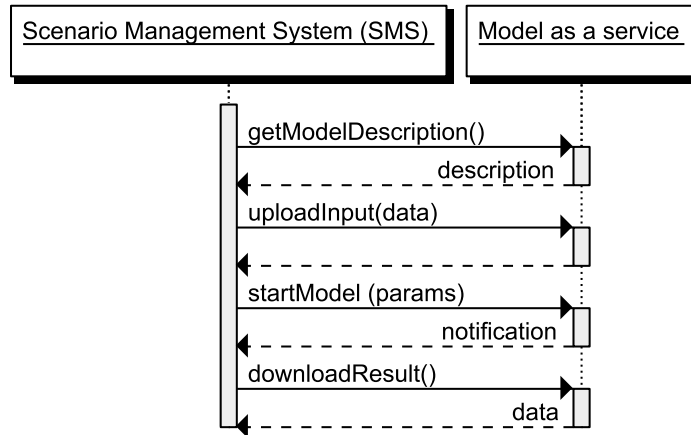 Scenario Management System (SMS)
Model as a service
getModelDescription()
description
uploadInput(data)
startModel (params)
notification
downloadResult()
data